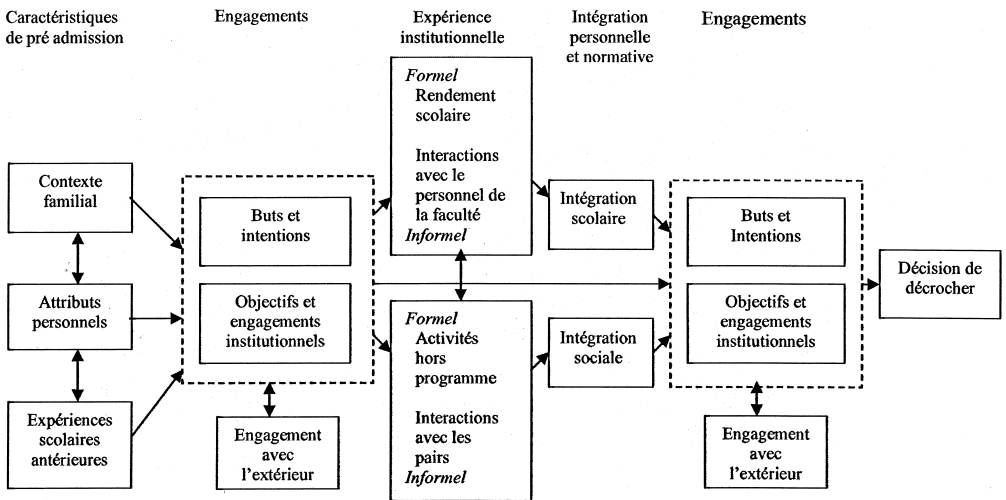 Caractéristiques
de pré admission
Engagements
Expérience
institutionnelle
Intégration
personnelle
et normative
Engagements
Contexte
familial
Attributs
personnels
Expériences
scolaires
antérieures
Buts et
intentions
Objectifs et
engagements
institutionnels
Engagement
avec
l'extérieur
Formel
Rendement
scolaire
Interactions
avec le
personnel de
la faculté
Informel
Formel
Activités
hors
programme
Interactions
avec les
pairs
Informel
Intégration
scolaire
Intégration
sociale
Buts et
Intentions
Objectifs et
engagements
institutionnels
Engagement
avec
l'extérieur
Décision de
décrocher